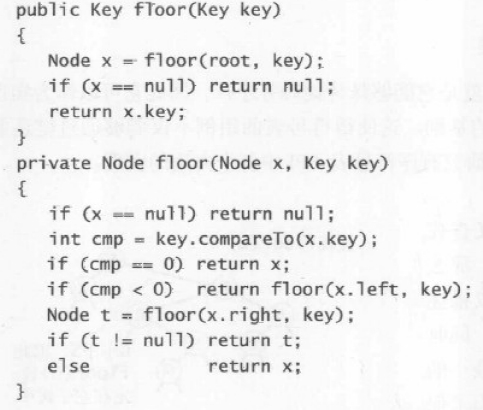 public Key floor(Key key)
{
   Node x = floor(root, key);
   if (x == null) return null;
   return x.key;
}
private Node floor(Node x, Key key)
{
   if (x == null) return null;
   int cmp = key.compareTo(x.key);
   if (cmp == 0) return x;
   if (cmp < 0)  return floor(x.left, key);
   Node t = floor(x.right, key);
   if (t != null) return t;
   else           return x;
}